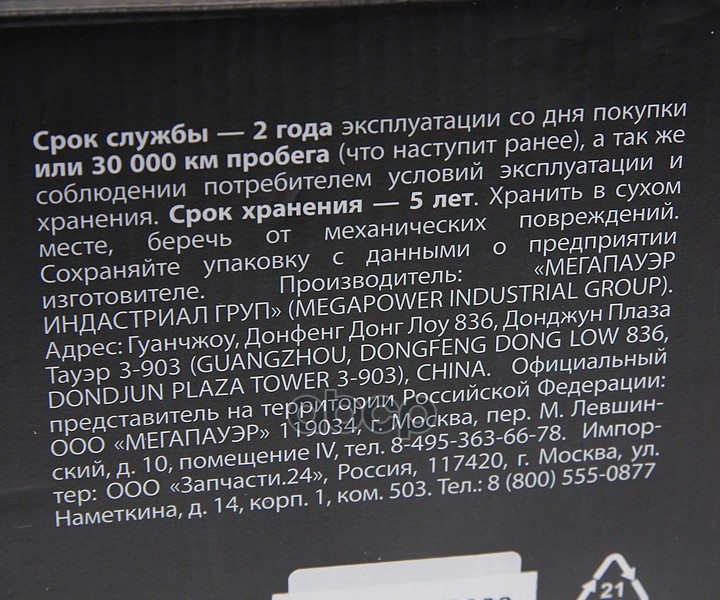 Срок службы — 2 года эксплуатации со дня покупки
или 30 000 км пробега (что наступит ранее), а так же
соблюдении потребителем условий эксплуатации и
хранения. Срок хранения — 5 лет. Хранить в сухом
месте, беречь от механических повреждений.
Сохраняйте упаковку с данными о предприятии
изготовителе. Производитель: «МЕГАПАУЭР
ИНДАСТРИАЛ ГРУП» (MEGAPOWER INDUSTRIAL GROUP).
Адрес: Гуанчжоу, Донфенг Донг Лоу 836, Донджун Плаза
Тауэр 3-903 (GUANGZHOU, DONGFENG DONG LOW 836,
DONDJUN PLAZA TOWER 3-903), CHINA. Официальный
представитель на территории Российской Федерации:
ООО «МЕГАПАУЭР» 119034, г. Москва, пер. М. Левшин-
ский, д. 10, помещение IV, тел. 8-495-363-66-78. Импор-
тер: ООО «Запчасти.24», Россия, 117420, г. Москва, ул.
Наметкина, д. 14, корп. 1, ком. 503. Тел.: 8 (800) 555-0877
21